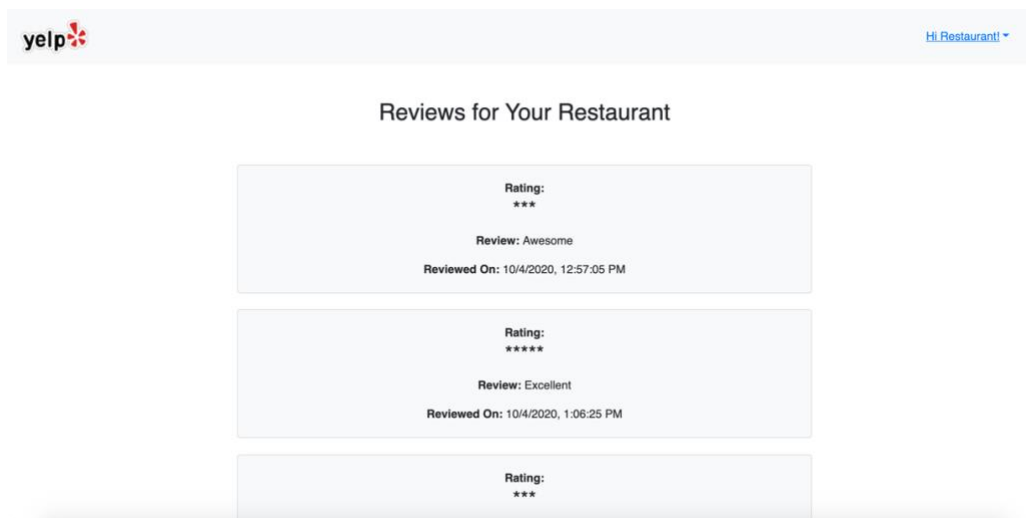 yelp
Hi Restaurant!
Reviews for Your Restaurant
Rating:
★★★
Review: Awesome
Reviewed On: 10/4/2020, 12:57:05 PM
Rating:
★★★★★
Review: Excellent
Reviewed On: 10/4/2020, 1:06:25 PM
Rating:
★★★